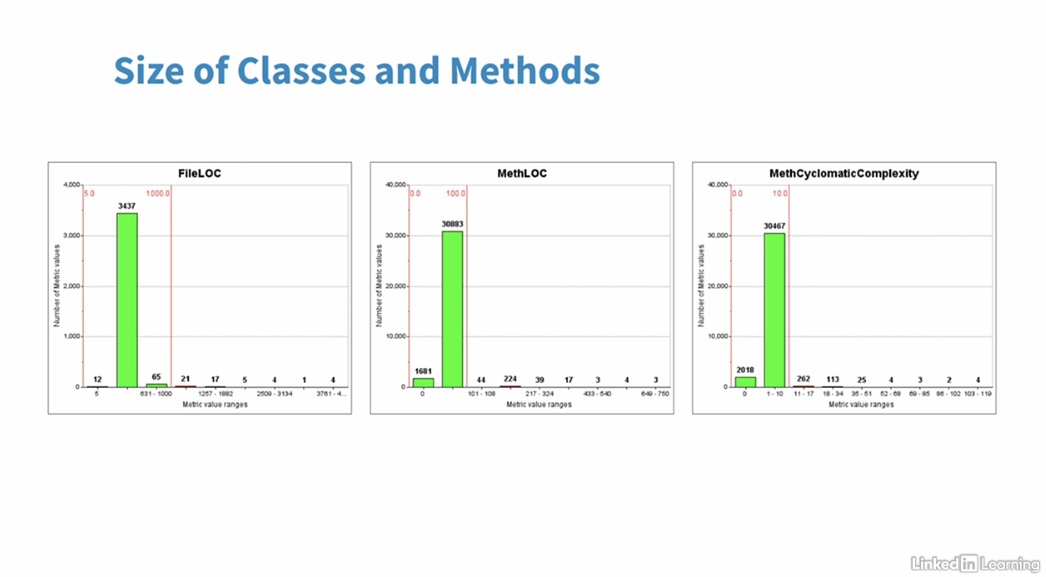 Size of Classes and Methods
FileLOC
Number of Metric values
4,000
3,000
2,000
1,000
0
5.0
1000.0
12
3437
65
21
17
5
4
1
4
5
631 - 1000
1257 - 1882
2509 - 3134
3761 - 4...
Metric value ranges
MethLOC
Number of Metric values
40,000
30,000
20,000
10,000
0
0.0
100.0
1681
30883
44
224
39
17
3
4
3
0
101 - 108
217 - 324
433 - 540
649 - 750
Metric value ranges
MethCyclomaticComplexity
Number of Metric values
40,000
30,000
20,000
10,000
0
0.0
10.0
2018
30467
262
113
25
4
3
2
4
0
1 - 10
11 - 17
18 - 34
35 - 51
52 - 68
69 - 85
86 - 102
103 - 119
Metric value ranges
Linked in Learning